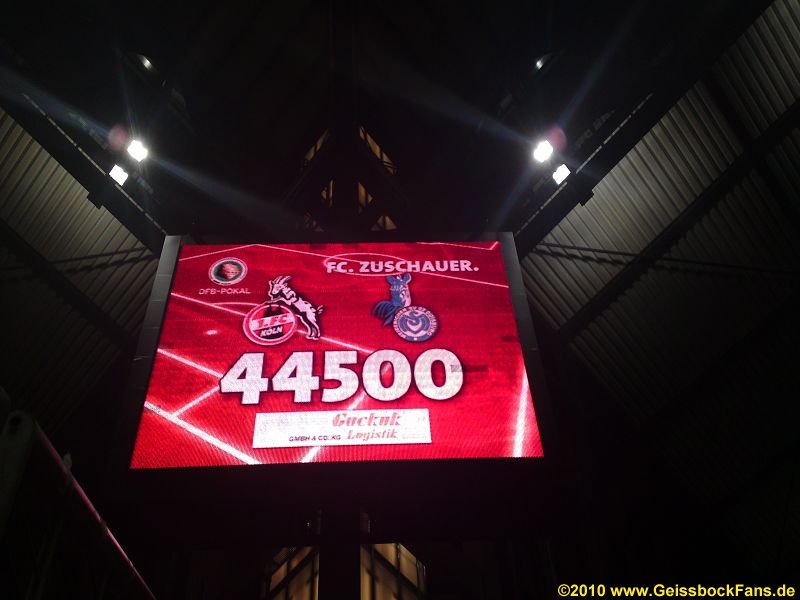 FC. ZUSCHAUER.
DFB-POKAL
1.FC
KÖLN
44500
Guckuk
GMBH & CO. KG Logistik
©2010 www.GeissbockFans.de